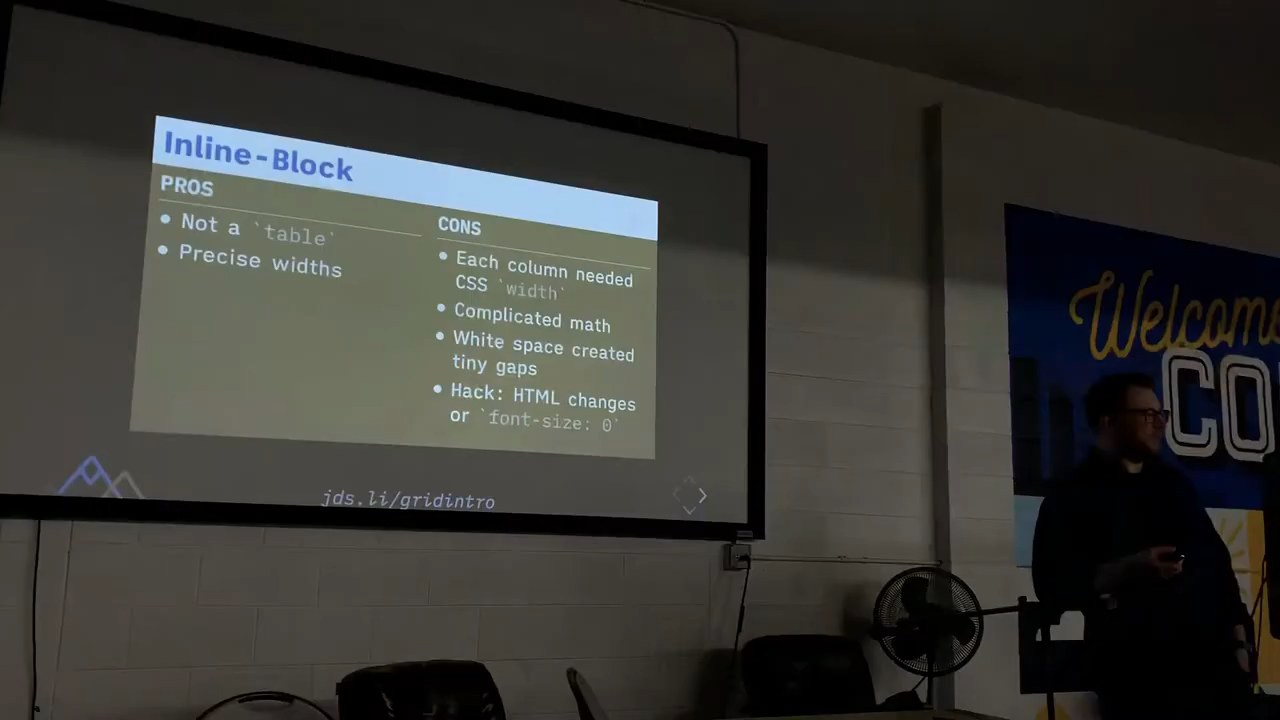 Inline-Block
PROS
Not a `table`
Precise widths
CONS
Each column needed
CSS `width`
Complicated math
White space created
tiny gaps
Hack: HTML changes
or `font-size: 0`
jds.li/gridintro
Welcome